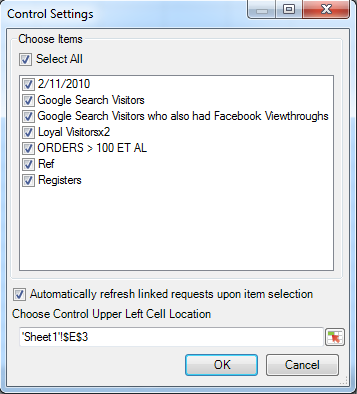 Control Settings
Choose Items
Select All
2/11/2010
Google Search Visitors
Google Search Visitors who also had Facebook Viewthroughs
Loyal Visitorsx2
ORDERS > 100 ET AL
Ref
Registers
Automatically refresh linked requests upon item selection
Choose Control Upper Left Cell Location
'Sheet1'!$E$3
OK Cancel